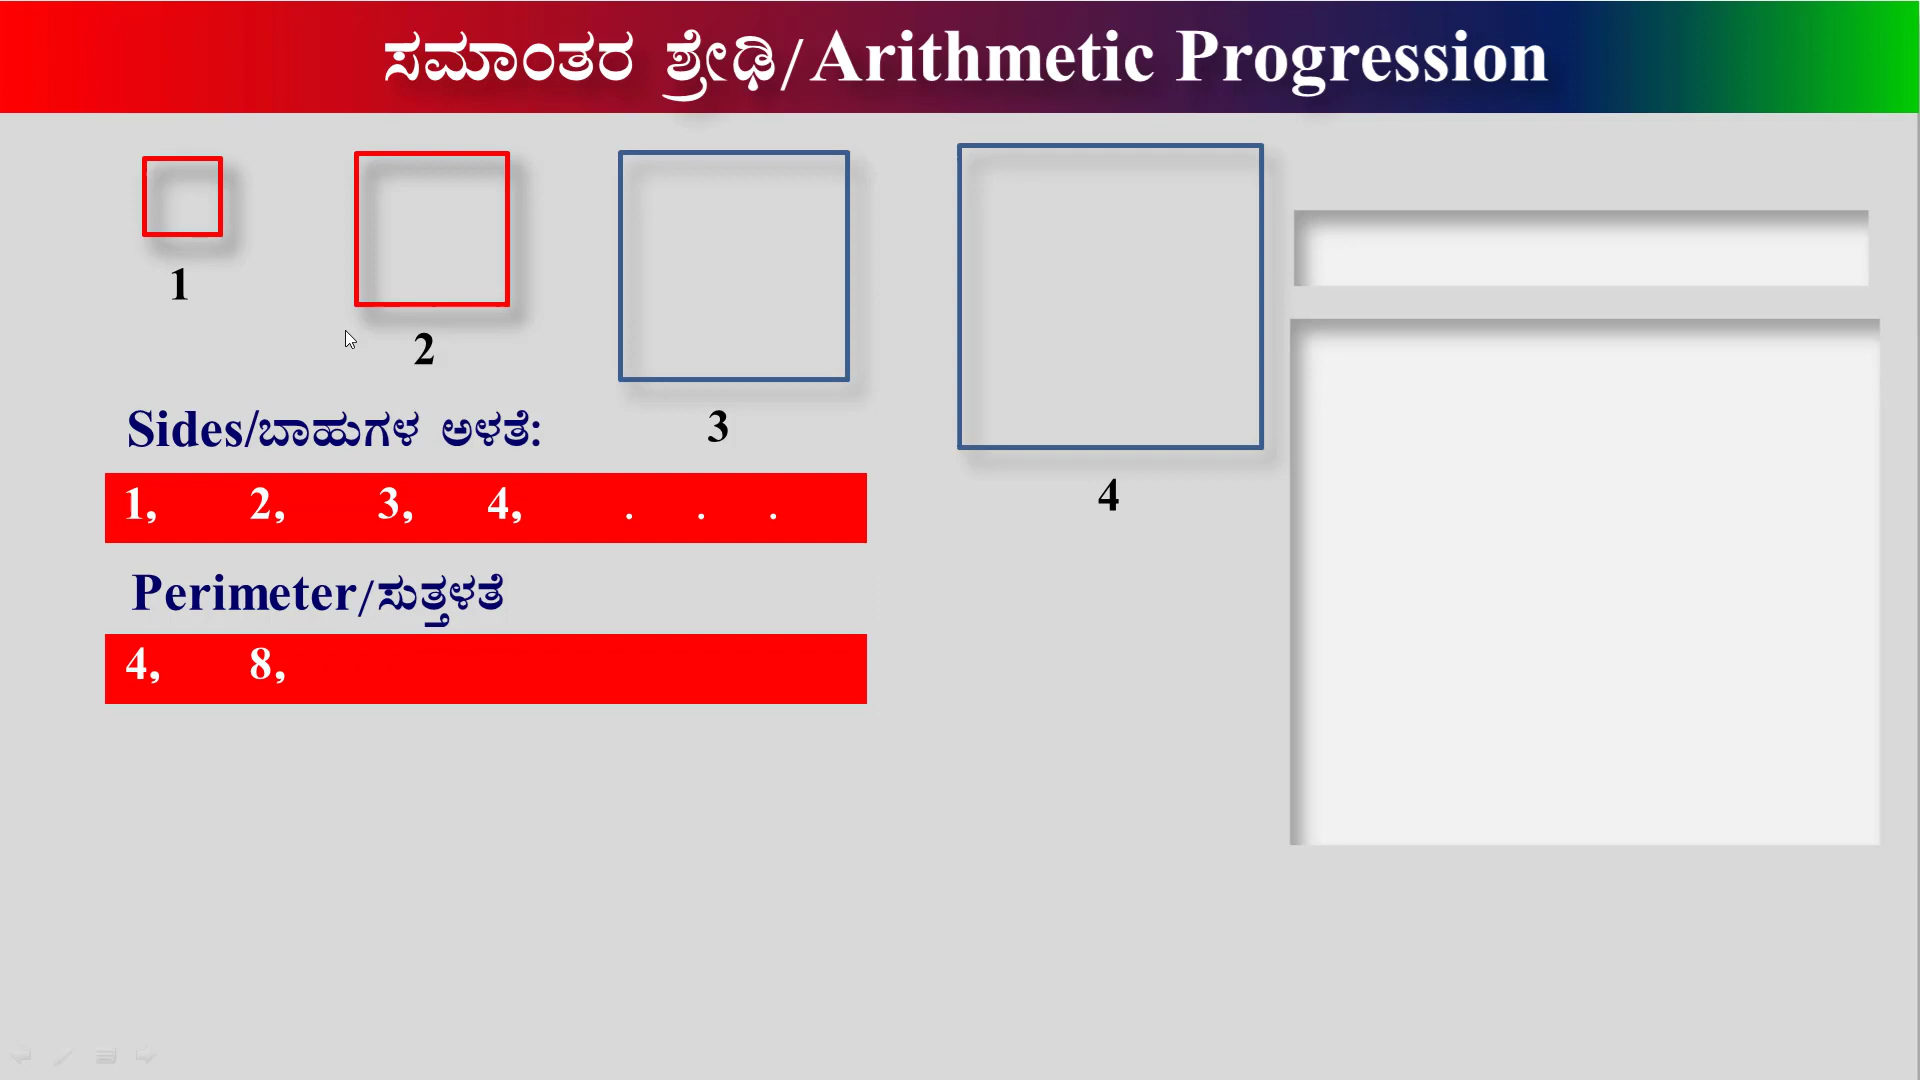 ಸಮಾಂತರ ಶ್ರೇಢಿ/Arithmetic Progression
1
2
3
4
Sides/ಬಾಹುಗಳ ಅಳತೆ:
1, 2, 3, 4, . . .
Perimeter/ಸುತ್ತಳತೆ
4, 8,